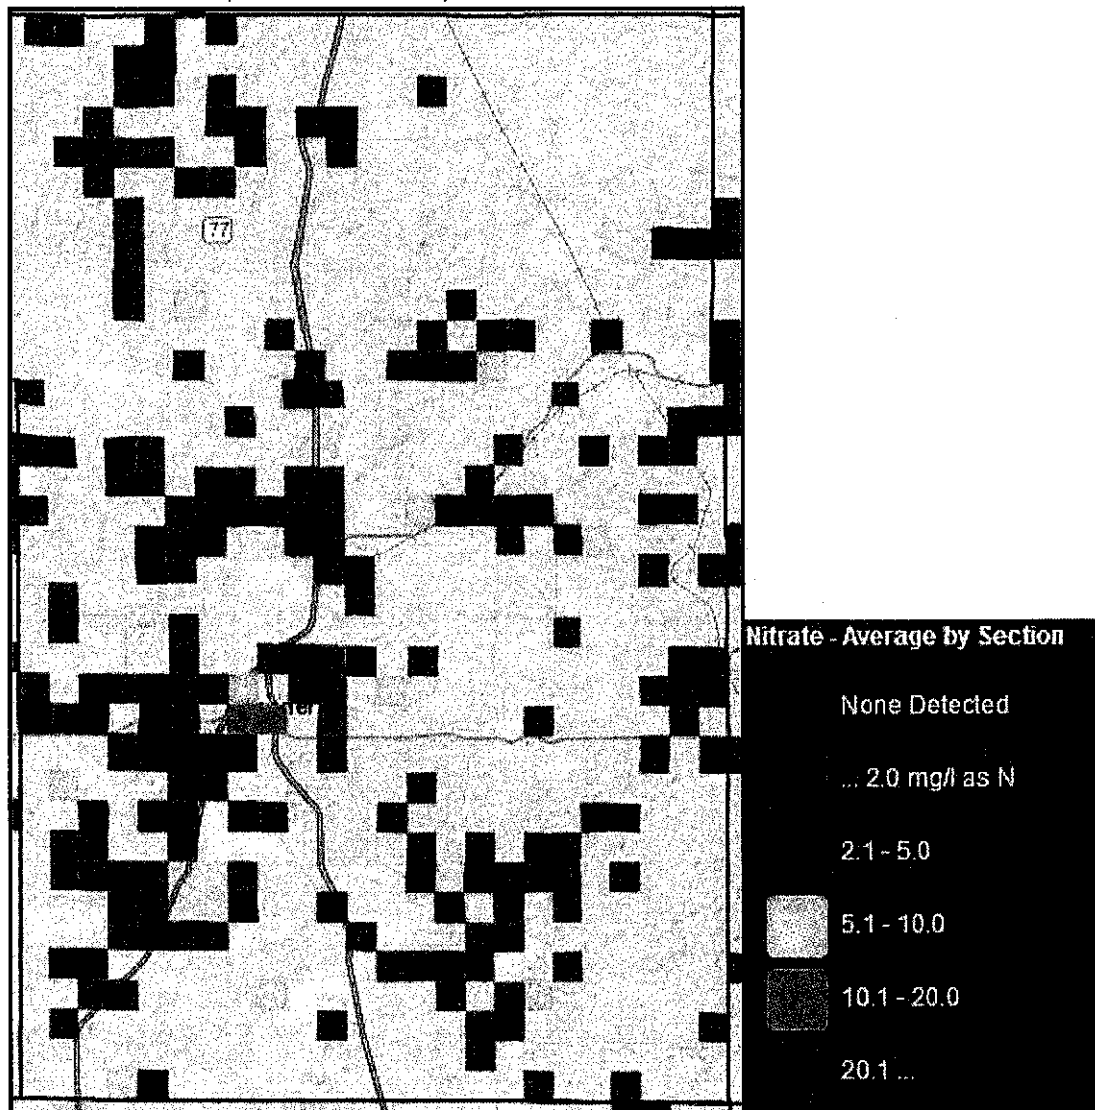 77
Nitrate - Average by Section
None Detected
... 2.0 mg/l as N
2.1 - 5.0
5.1 - 10.0
10.1 - 20.0
20.1 ...